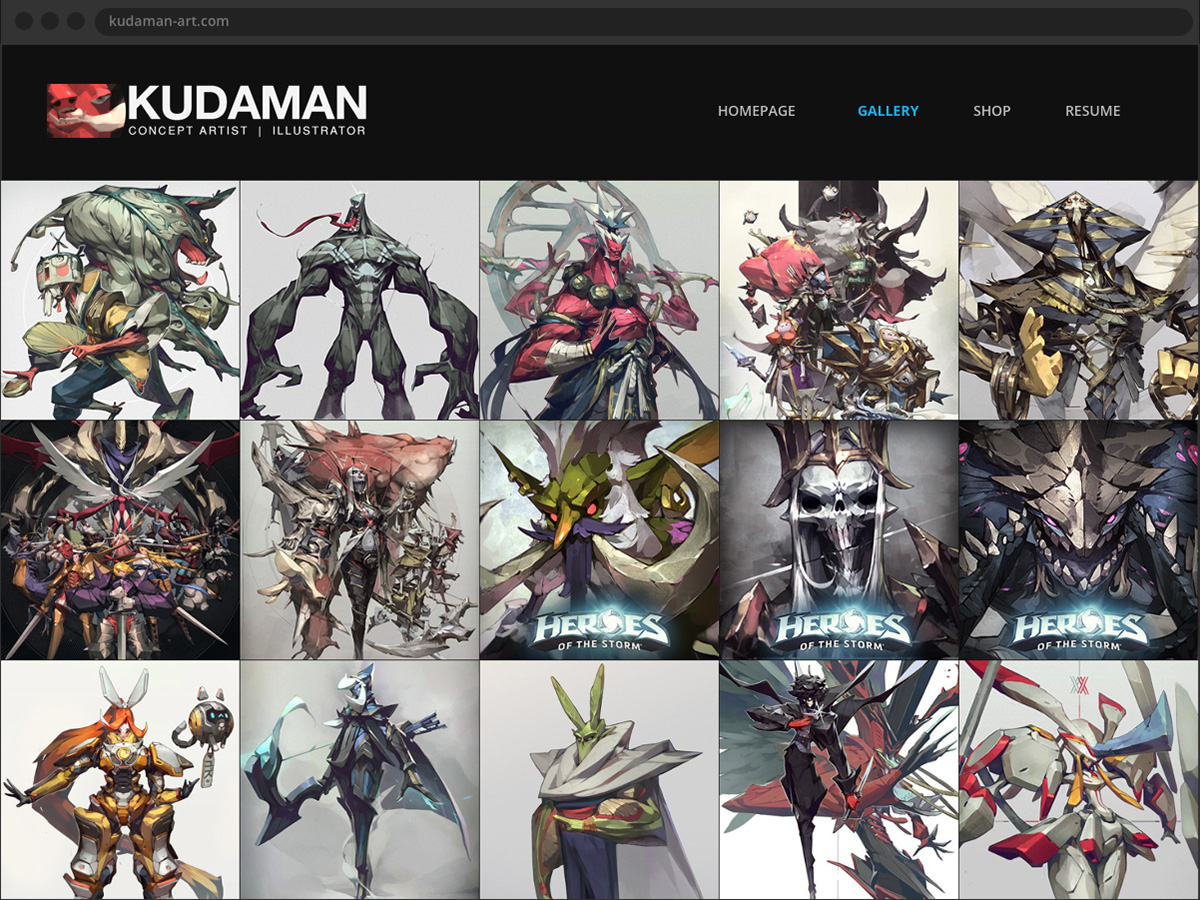 kudaman-art.com
KUDAMAN
CONCEPT ARTIST | ILLUSTRATOR
HOMEPAGE
GALLERY
SHOP
RESUME
HEROES
OF THE STORM
HEROES
OF THE STORM
HEROES
OF THE STORM